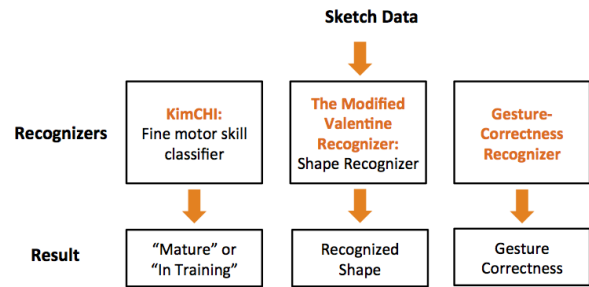 Sketch Data
Recognizers
KimCHI:
Fine motor skill
classifier
The Modified
Valentine
Recognizer:
Shape Recognizer
Gesture-
Correctness
Recognizer
Result
“Mature” or
“In Training”
Recognized
Shape
Gesture
Correctness